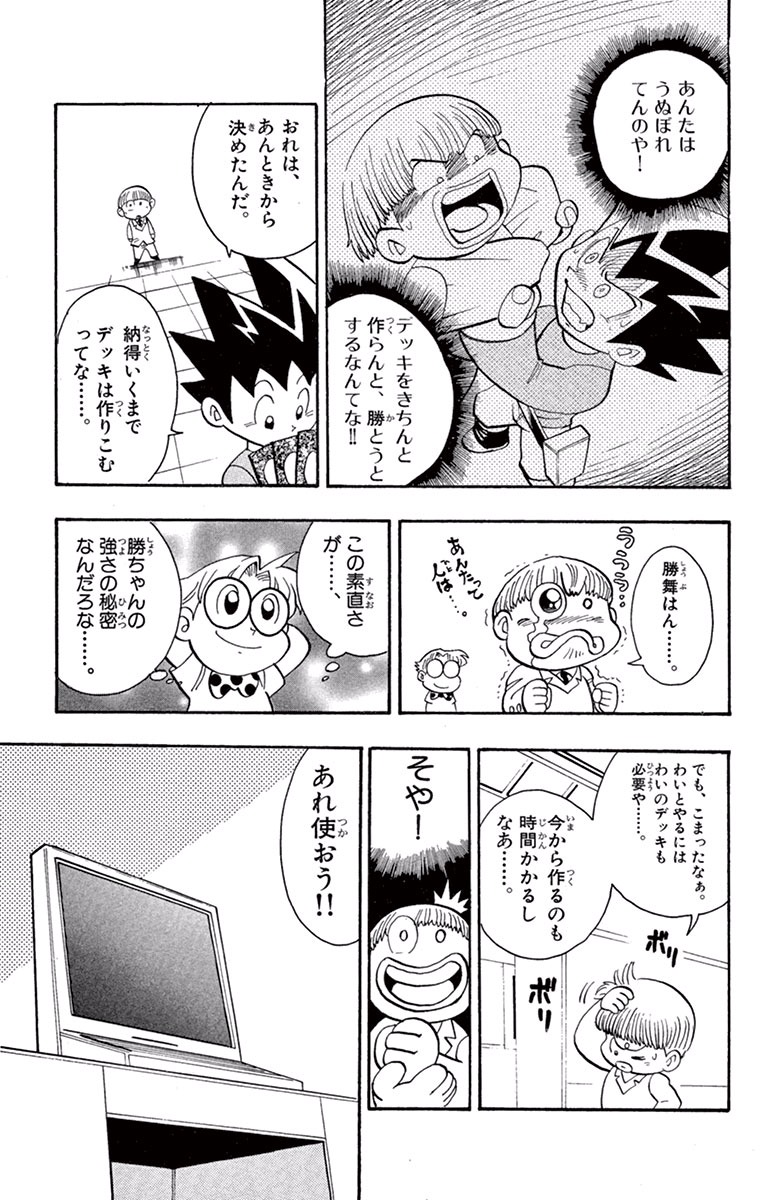 あんたは
うぬぼれ
てんのや!
デッキをきちんと
作らんと、勝とうと
するなんてな!!
おれは、
あんときから
決めたんだ。
納得いくまで
デッキは作りこむ
ってな……。
勝舞はん……。
ううう…
あんたって
人は…。
この素直さ
が……、
勝ちゃんの
強さの秘密
なんだろな……。
でも、こまったなぁ。
わいとやるには
わいのデッキも
必要や……。
今から作るのも
時間かかるし
なあ……。
ボリ
ボリ
そや!
あれ使おう!!